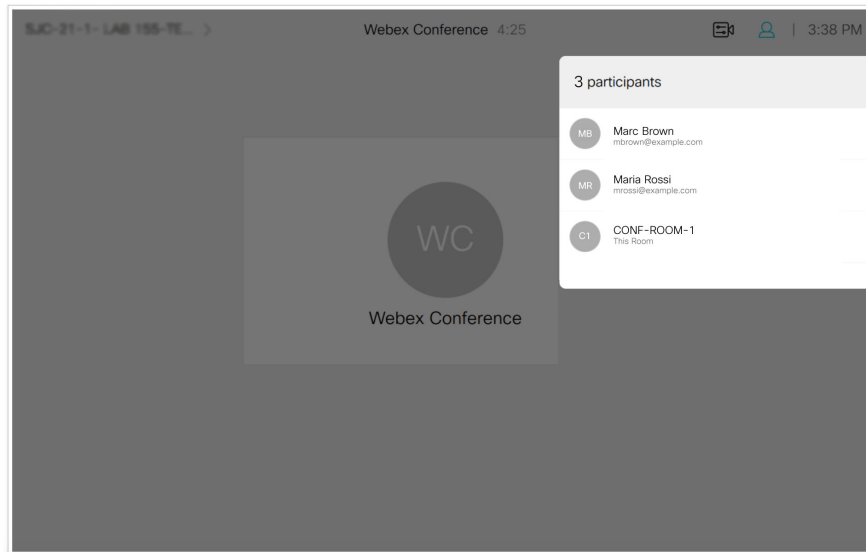 Webex Conference 4:25
3:38 PM
3 participants
MB
Marc Brown
mbrown@example.com
MR
Maria Rossi
mrossi@example.com
C1
CONF-ROOM-1
This Room
WC
Webex Conference